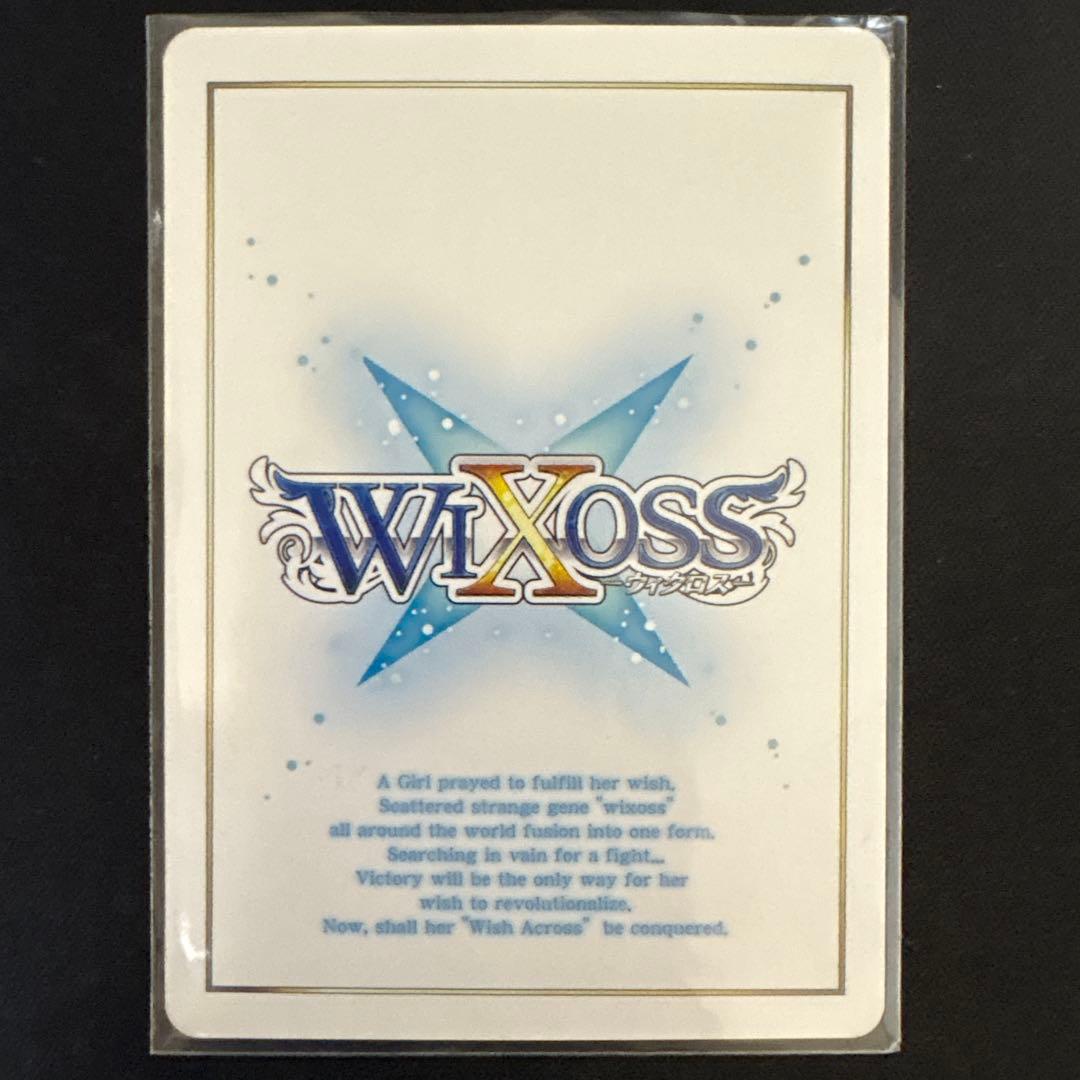 WIXOSS
-ウィクロス-
A Girl prayed to fulfill her wish.
Scattered strange gene "wixoss"
all around the world fusion into one form.
Searching in vain for a fight...
Victory will be the only way for her
wish to revolutionalize.
Now, shall her "Wish Across" be conquered.